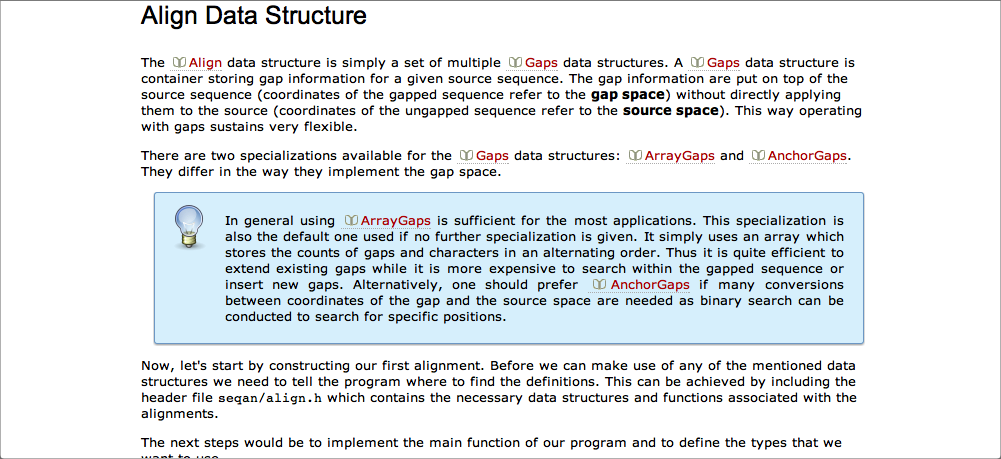 Align Data Structure
The Align data structure is simply a set of multiple Gaps data structures. A Gaps data structure is
container storing gap information for a given source sequence. The gap information are put on top of the
source sequence (coordinates of the gapped sequence refer to the gap space) without directly applying
them to the source (coordinates of the ungapped sequence refer to the source space). This way operating
with gaps sustains very flexible.
There are two specializations available for the Gaps data structures: ArrayGaps and AnchorGaps.
They differ in the way they implement the gap space.
In general using ArrayGaps is sufficient for the most applications. This specialization is
also the default one used if no further specialization is given. It simply uses an array which
stores the counts of gaps and characters in an alternating order. Thus it is quite efficient to
extend existing gaps while it is more expensive to search within the gapped sequence or
insert new gaps. Alternatively, one should prefer AnchorGaps if many conversions
between coordinates of the gap and the source space are needed as binary search can be
conducted to search for specific positions.
Now, let's start by constructing our first alignment. Before we can make use of any of the mentioned data
structures we need to tell the program where to find the definitions. This can be achieved by including the
header file seqan/align.h which contains the necessary data structures and functions associated with the
alignments.
The next steps would be to implement the main function of our program and to define the types that we
want to use